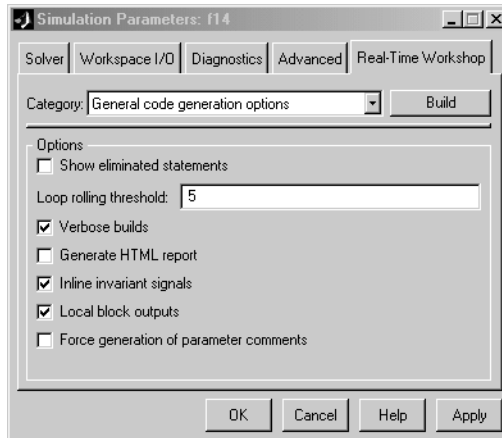 Simulation Parameters: f14
Solver Workspace I/O Diagnostics Advanced Real-Time Workshop
Category: General code generation options Build
Options
Show eliminated statements
Loop rolling threshold: 5
Verbose builds
Generate HTML report
Inline invariant signals
Local block outputs
Force generation of parameter comments
OK Cancel Help Apply